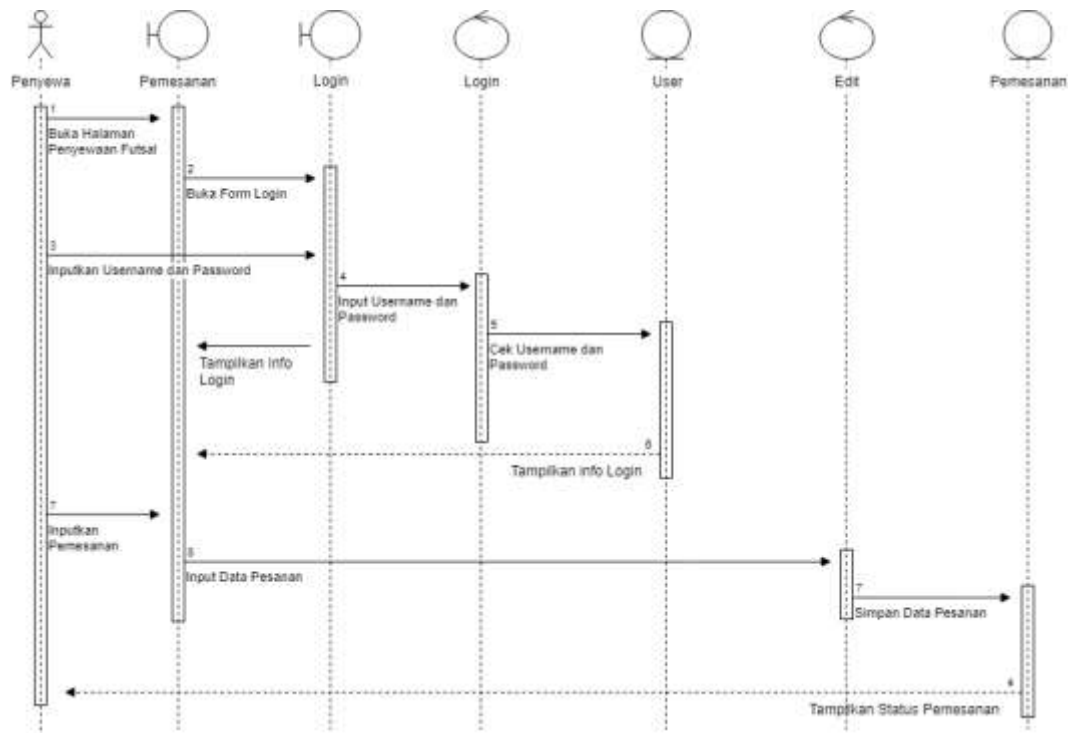 Penyewa
Pemesanan
Login
Login
User
Edit
Pemesanan
1
Buka Halaman
Penyewaan Futsal
2
Buka Form Login
3
Inputkan Username dan Password
4
Input Username dan
Password
5
Cek Username dan
Password
Tampilkan Info
Login
6
Tampilkan info Login
7
Inputkan
Pemesanan
Input Data Pesanan
7
Simpan Data Pesanan
Tampilkan Status Pemesanan